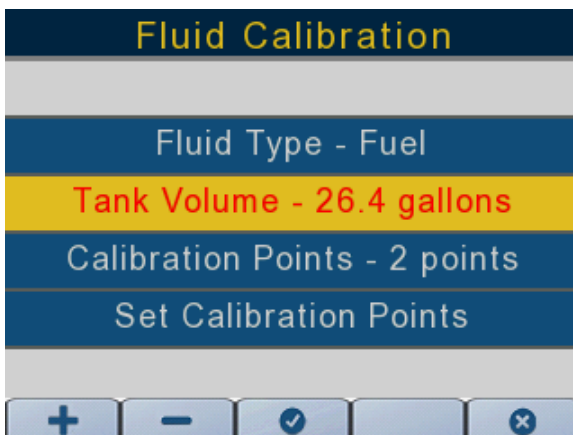 Fluid Calibration
Fluid Type - Fuel
Tank Volume - 26.4 gallons
Calibration Points - 2 points
Set Calibration Points